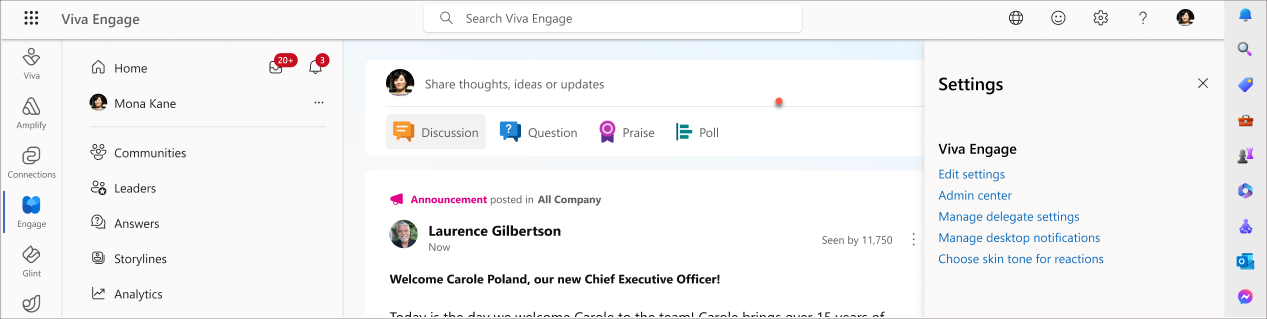 Viva Engage
Search Viva Engage
?
Viva
Amplify
Connections
Engage
Glint
Home
20+
3
Mona Kane
...
Communities
Leaders
Answers
Storylines
Analytics
Share thoughts, ideas or updates
Discussion
Question
Praise
Poll
Announcement posted in All Company
Laurence Gilbertson
Now
Seen by 11,750
Welcome Carole Poland, our new Chief Executive Officer!
Today is the day we welcome Carole to the team! Carole brings over 15 years of
Settings
Viva Engage
Edit settings
Admin center
Manage delegate settings
Manage desktop notifications
Choose skin tone for reactions